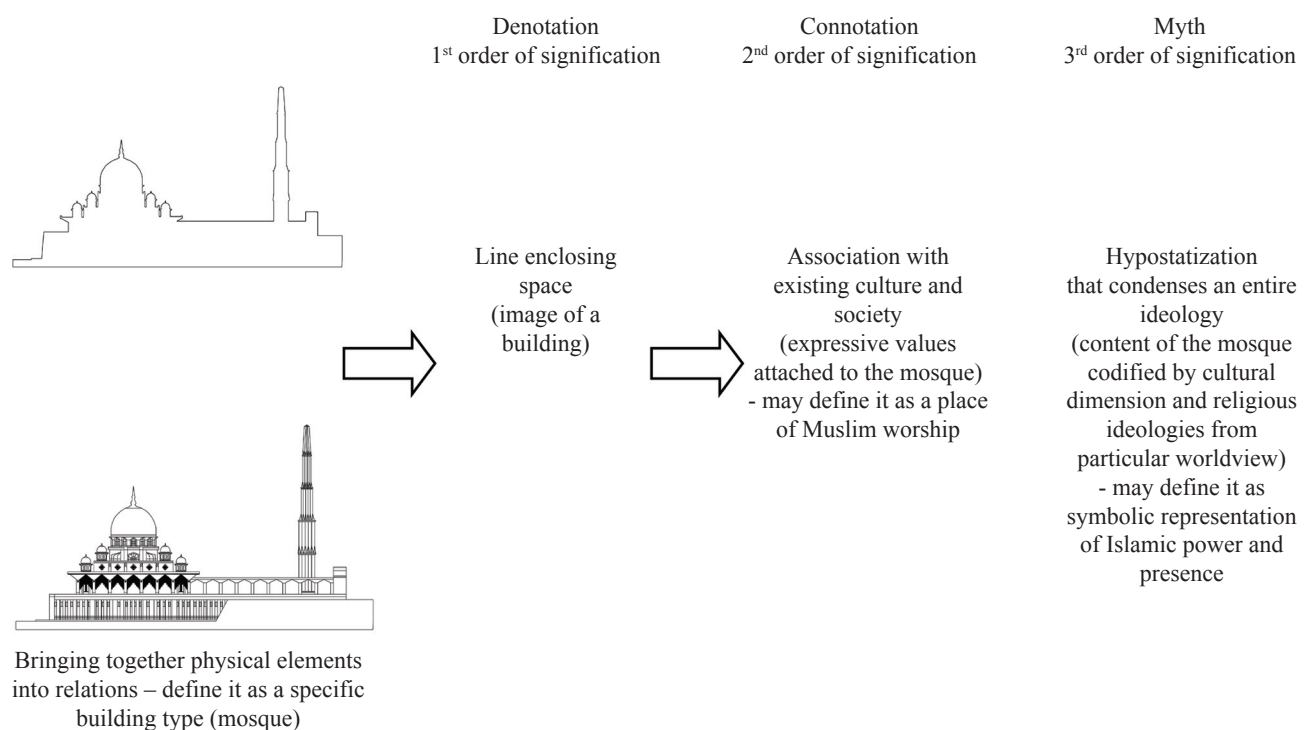 Denotation
1st order of signification
Connotation
2nd order of signification
Myth
3rd order of signification
Line enclosing
space
(image of a
building)
Association with
existing culture and
society
(expressive values
attached to the mosque)
- may define it as a place
of Muslim worship
Hypostatization
that condenses an entire
ideology
(content of the mosque
codified by cultural
dimension and religious
ideologies from
particular worldview)
- may define it as
symbolic representation
of Islamic power and
presence
Bringing together physical elements
into relations – define it as a specific
building type (mosque)